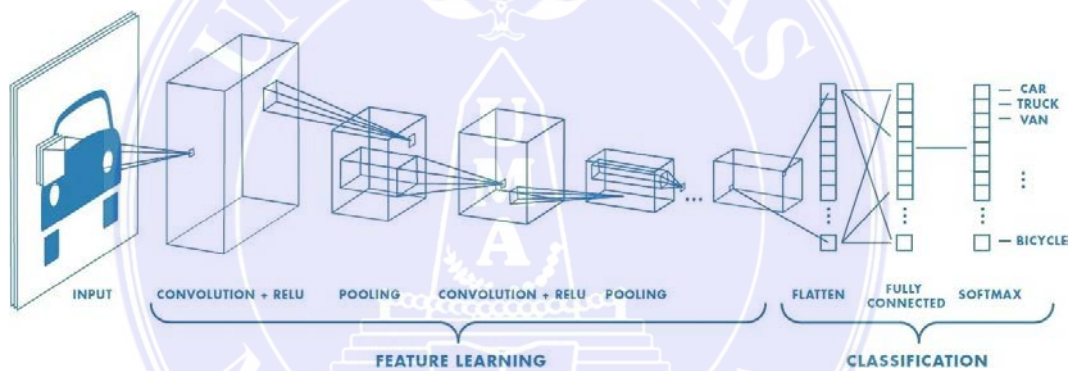 CAR
TRUCK
VAN
BICYCLE
INPUT
CONVOLUTION + RELU
POOLING
CONVOLUTION + RELU
POOLING
FLATTEN
FULLY
CONNECTED
SOFTMAX
FEATURE LEARNING
CLASSIFICATION
U
M
A